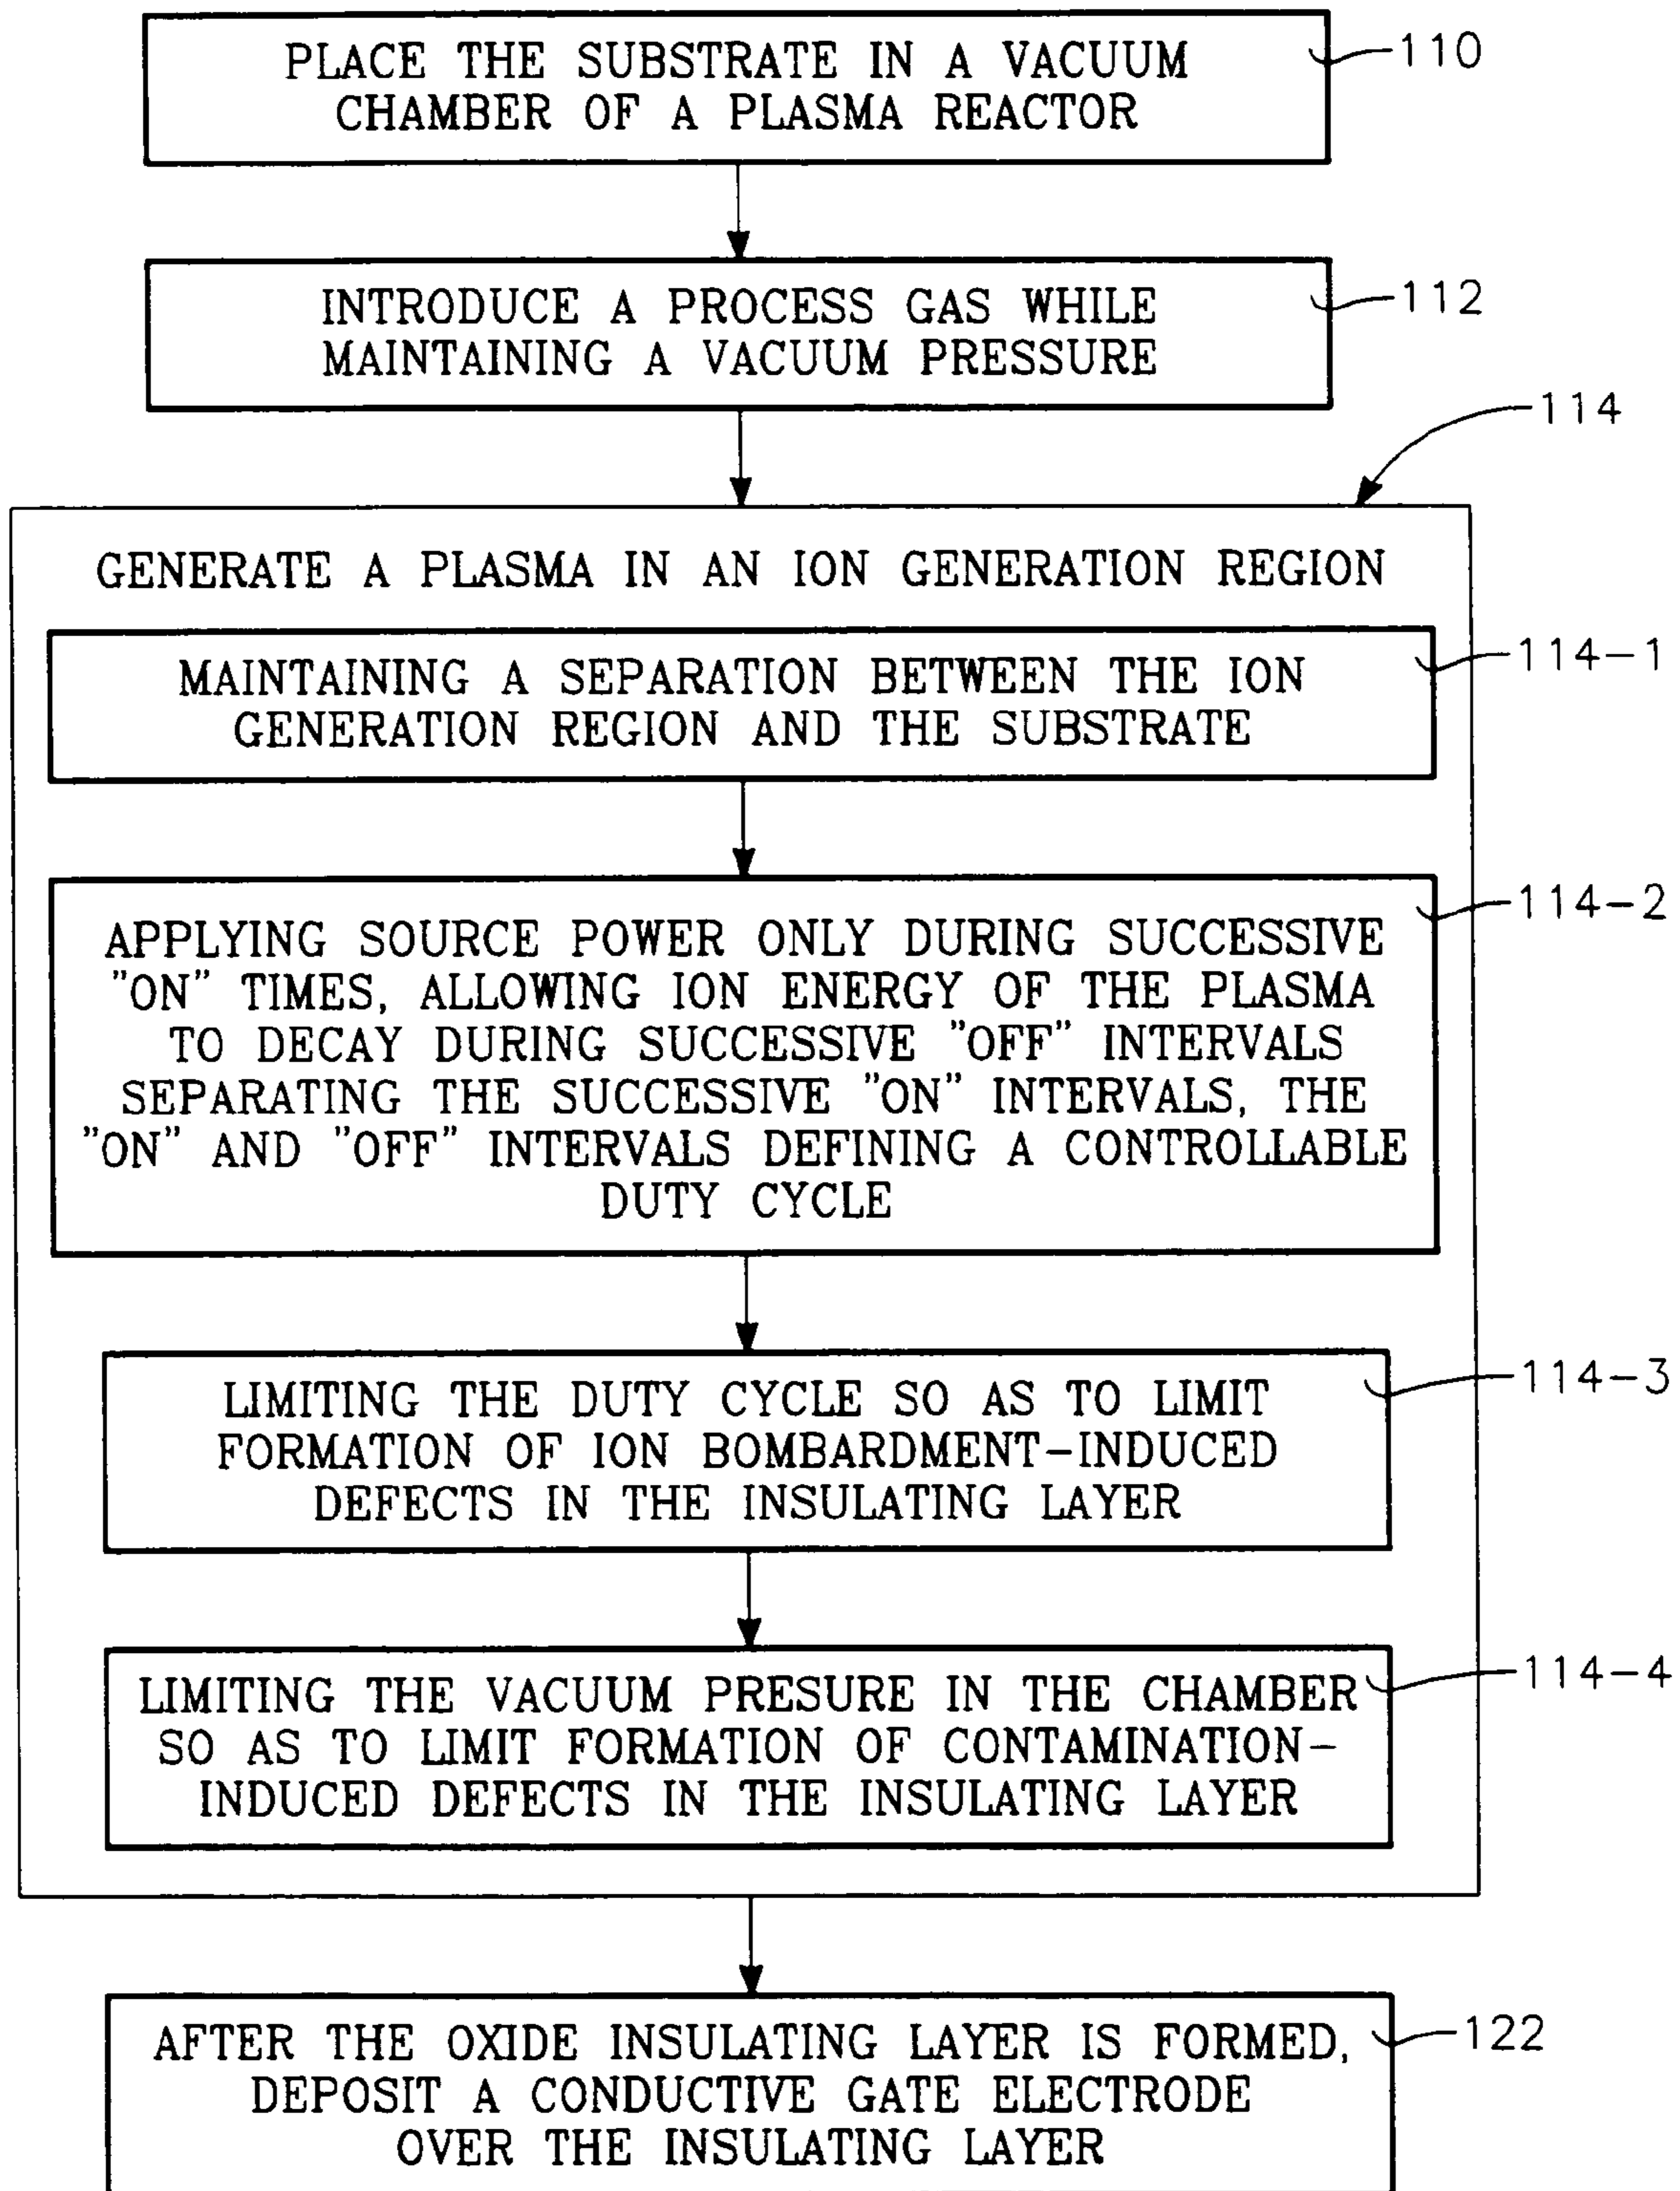 PLACE THE SUBSTRATE IN A VACUUM
CHAMBER OF A PLASMA REACTOR
110
INTRODUCE A PROCESS GAS WHILE
MAINTAINING A VACUUM PRESSURE
112
114
GENERATE A PLASMA IN AN ION GENERATION REGION
MAINTAINING A SEPARATION BETWEEN THE ION
GENERATION REGION AND THE SUBSTRATE
114-1
APPLYING SOURCE POWER ONLY DURING SUCCESSIVE
"ON" TIMES, ALLOWING ION ENERGY OF THE PLASMA
TO DECAY DURING SUCCESSIVE "OFF" INTERVALS
SEPARATING THE SUCCESSIVE "ON" INTERVALS, THE
"ON" AND "OFF" INTERVALS DEFINING A CONTROLLABLE
DUTY CYCLE
114-2
LIMITING THE DUTY CYCLE SO AS TO LIMIT
FORMATION OF ION BOMBARDMENT-INDUCED
DEFECTS IN THE INSULATING LAYER
114-3
LIMITING THE VACUUM PRESURE IN THE CHAMBER
SO AS TO LIMIT FORMATION OF CONTAMINATION-
INDUCED DEFECTS IN THE INSULATING LAYER
114-4
AFTER THE OXIDE INSULATING LAYER IS FORMED,
DEPOSIT A CONDUCTIVE GATE ELECTRODE
OVER THE INSULATING LAYER
122